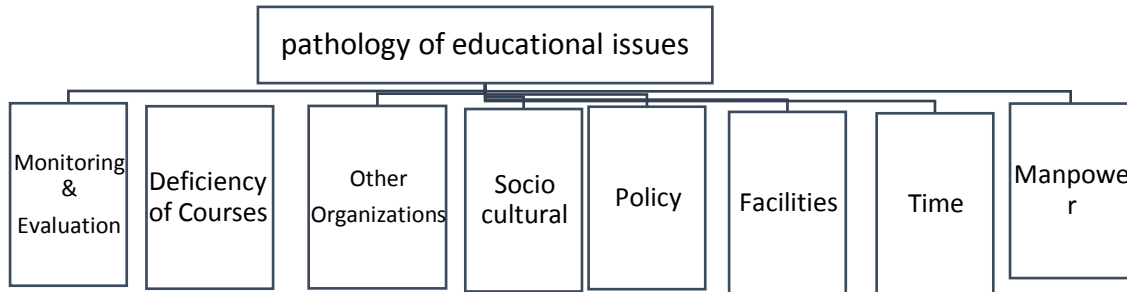 pathology of educational issues
Monitoring
&
Evaluation
Deficiency
of Courses
Other
Organizations
Socio
cultural
Policy
Facilities
Time
Manpowe
r